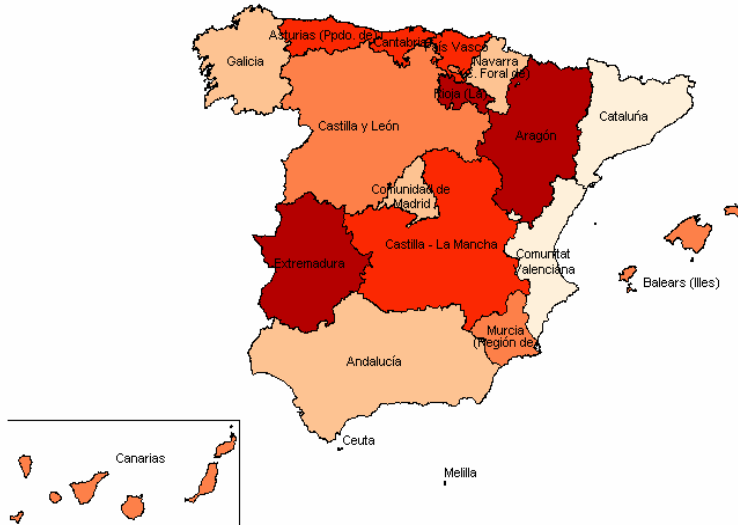 Asturias (Ppdo. de)
Cantabria
País Vasco
Galicia
Navarra
(C. Foral de)
Rioja (La)
Cataluña
Castilla y León
Aragón
Comunidad de
Madrid
Castilla - La Mancha
Comunitat
Valenciana
Extremadura
Balears (Illes)
Murcia
(Región de)
Andalucía
Ceuta
Canarias
Melilla